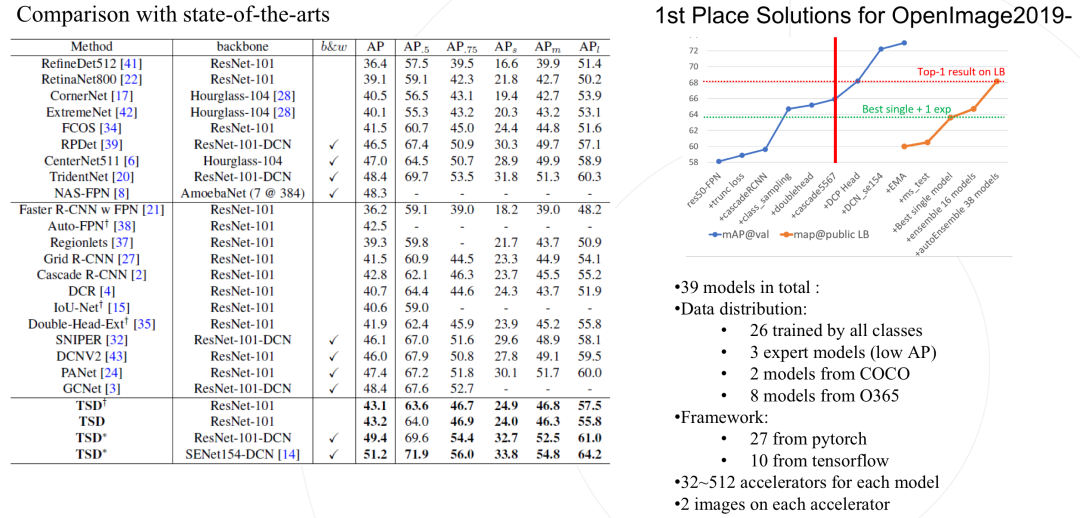 Comparison with state-of-the-arts
Method backbone b&w AP AP.5 AP.75 APs APm APl
RefineDet512 [41] ResNet-101 36.4 57.5 39.5 16.6 39.9 51.4
RetinaNet800 [22] ResNet-101 39.1 59.1 42.3 21.8 42.7 50.2
CornerNet [17] Hourglass-104 [28] 40.5 56.5 43.1 19.4 42.7 53.9
ExtremeNet [42] Hourglass-104 [28] 40.1 55.3 43.2 20.3 43.2 53.1
FCOS [34] ResNet-101 41.5 60.7 45.0 24.4 44.8 51.6
RPDet [39] ResNet-101-DCN ✓ 46.5 67.4 50.9 30.3 49.7 57.1
CenterNet511 [6] Hourglass-104 ✓ 47.0 64.5 50.7 28.9 49.9 58.9
TridentNet [20] ResNet-101-DCN ✓ 48.4 69.7 53.5 31.8 51.3 60.3
NAS-FPN [8] AmoebaNet (7 @ 384) ✓ 48.3 - - - - -
Faster R-CNN w FPN [21] ResNet-101 36.2 59.1 39.0 18.2 39.0 48.2
Auto-FPN† [38] ResNet-101 42.5 - - - - -
Regionlets [37] ResNet-101 39.3 59.8 - 21.7 43.7 50.9
Grid R-CNN [27] ResNet-101 41.5 60.9 44.5 23.3 44.9 54.1
Cascade R-CNN [2] ResNet-101 42.8 62.1 46.3 23.7 45.5 55.2
DCR [4] ResNet-101 40.7 64.4 44.6 24.3 43.7 51.9
IoU-Net† [15] ResNet-101 40.6 59.0 - - - -
Double-Head-Ext† [35] ResNet-101 41.9 62.4 45.9 23.9 45.2 55.8
SNIPER [32] ResNet-101-DCN ✓ 46.1 67.0 51.6 29.6 48.9 58.1
DCNV2 [43] ResNet-101 ✓ 46.0 67.9 50.8 27.8 49.1 59.5
PANet [24] ResNet-101 ✓ 47.4 67.2 51.8 30.1 51.7 60.0
GCNet [3] ResNet-101-DCN ✓ 48.4 67.6 52.7 - - -
TSD† ResNet-101 43.1 63.6 46.7 24.9 46.8 57.5
TSD ResNet-101 43.2 64.0 46.9 24.0 46.3 55.8
TSD* ResNet-101-DCN ✓ 49.4 69.6 54.4 32.7 52.5 61.0
TSD* SENet154-DCN [14] ✓ 51.2 71.9 56.0 33.8 54.8 64.2
1st Place Solutions for OpenImage2019-
72
70
68
66
64
62
60
58
Top-1 result on LB
Best single + 1 exp
res50-FPN
+trunc loss
+cascadeRCNN
+class_sampling
+doublehead
+cascade5567
+DCP Head
+DCN_se154
+EMA
+ms_test
+Best single model
+ensemble 16 models
+autoEnsemble 38 models
mAP@val map@public LB
•39 models in total :
•Data distribution:
• 26 trained by all classes
• 3 expert models (low AP)
• 2 models from COCO
• 8 models from O365
•Framework:
• 27 from pytorch
• 10 from tensorflow
•32~512 accelerators for each model
•2 images on each accelerator